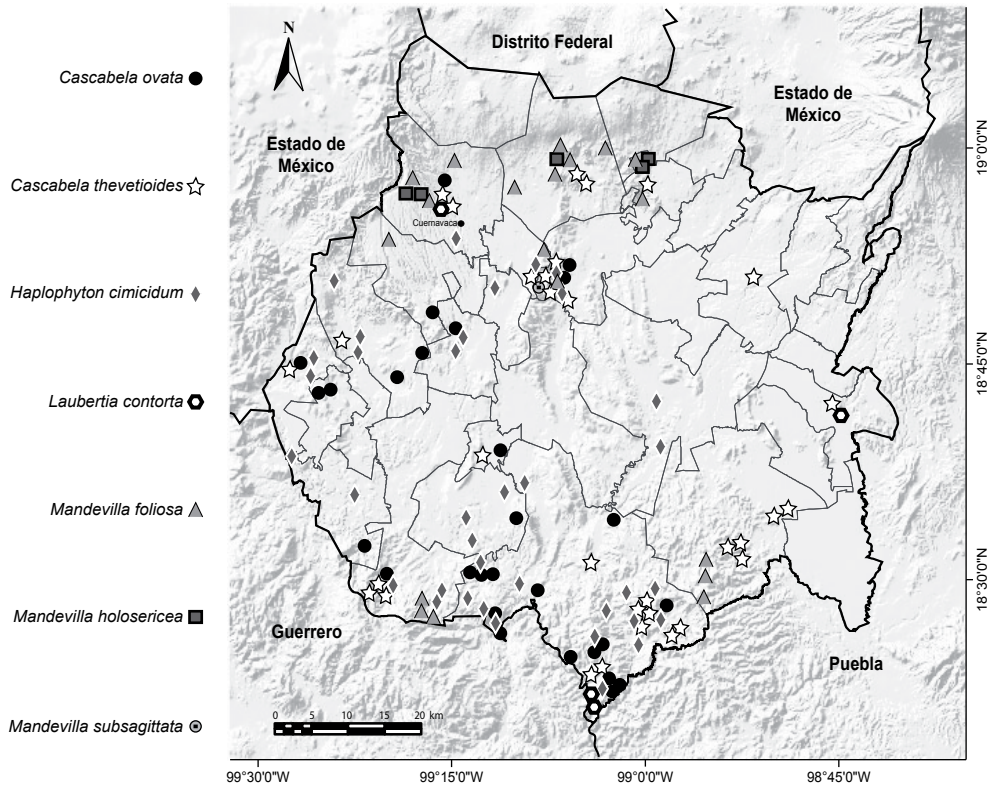 Cascabela ovata
Cascabela thevetioides
Haplophyton cimicidum
Laubertia contorta
Mandevilla foliosa
Mandevilla holosericea
Mandevilla subsagittata
N
Distrito Federal
Estado de
México
Estado de
México
Cuernavaca
Guerrero
Puebla
0 5 10 15 20 km
19°0'0"N
18°45'0"N
18°30'0"N
99°30'0"W
99°15'0"W
99°0'0"W
98°45'0"W